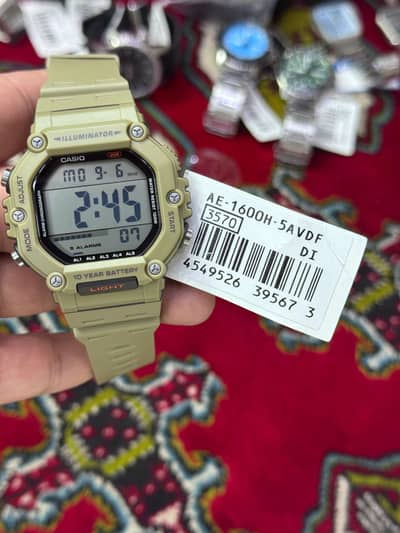 ILLUMINATOR
CASIO
MO 9-6
2:45
07
5 ALARMS
AL1 AL2 AL3 AL4 AL5
10 YEAR BATTERY
LIGHT
ADJUST
MODE
START
AE-1600H-5AVDF
3570
DI
4549526 39567 3